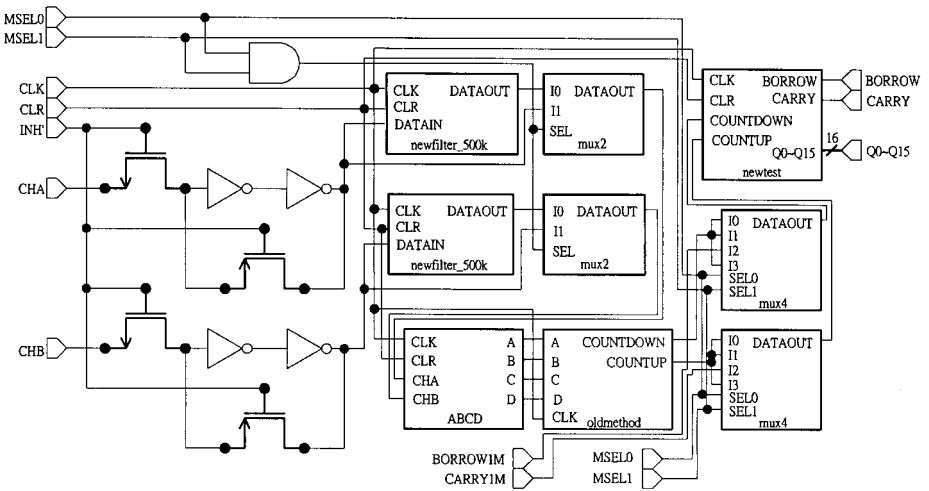 MSEL0
MSEL1
CLK
CLR
INH'
CHA
CHB
CLK DATAOUT
CLR
DATAIN
newfilter_500k
I0 DATAOUT
I1
SEL
mux2
CLK DATAOUT
CLR
DATAIN
newfilter_500k
I0 DATAOUT
I1
SEL
mux2
CLK BORROW
CLR CARRY
COUNTDOWN
COUNTUP
Q0~Q15
newtest
BORROW
CARRY
16
Q0~Q15
I0 DATAOUT
I1
I2
I3
SEL0
SEL1
mux4
I0 DATAOUT
I1
I2
I3
SEL0
SEL1
mux4
CLK A
CLR B
CHA C
CHB D
ABCD
A COUNTDOWN
B COUNTUP
C
D
CLK
oldmethod
BORROW1M
CARRY1M
MSEL0
MSEL1